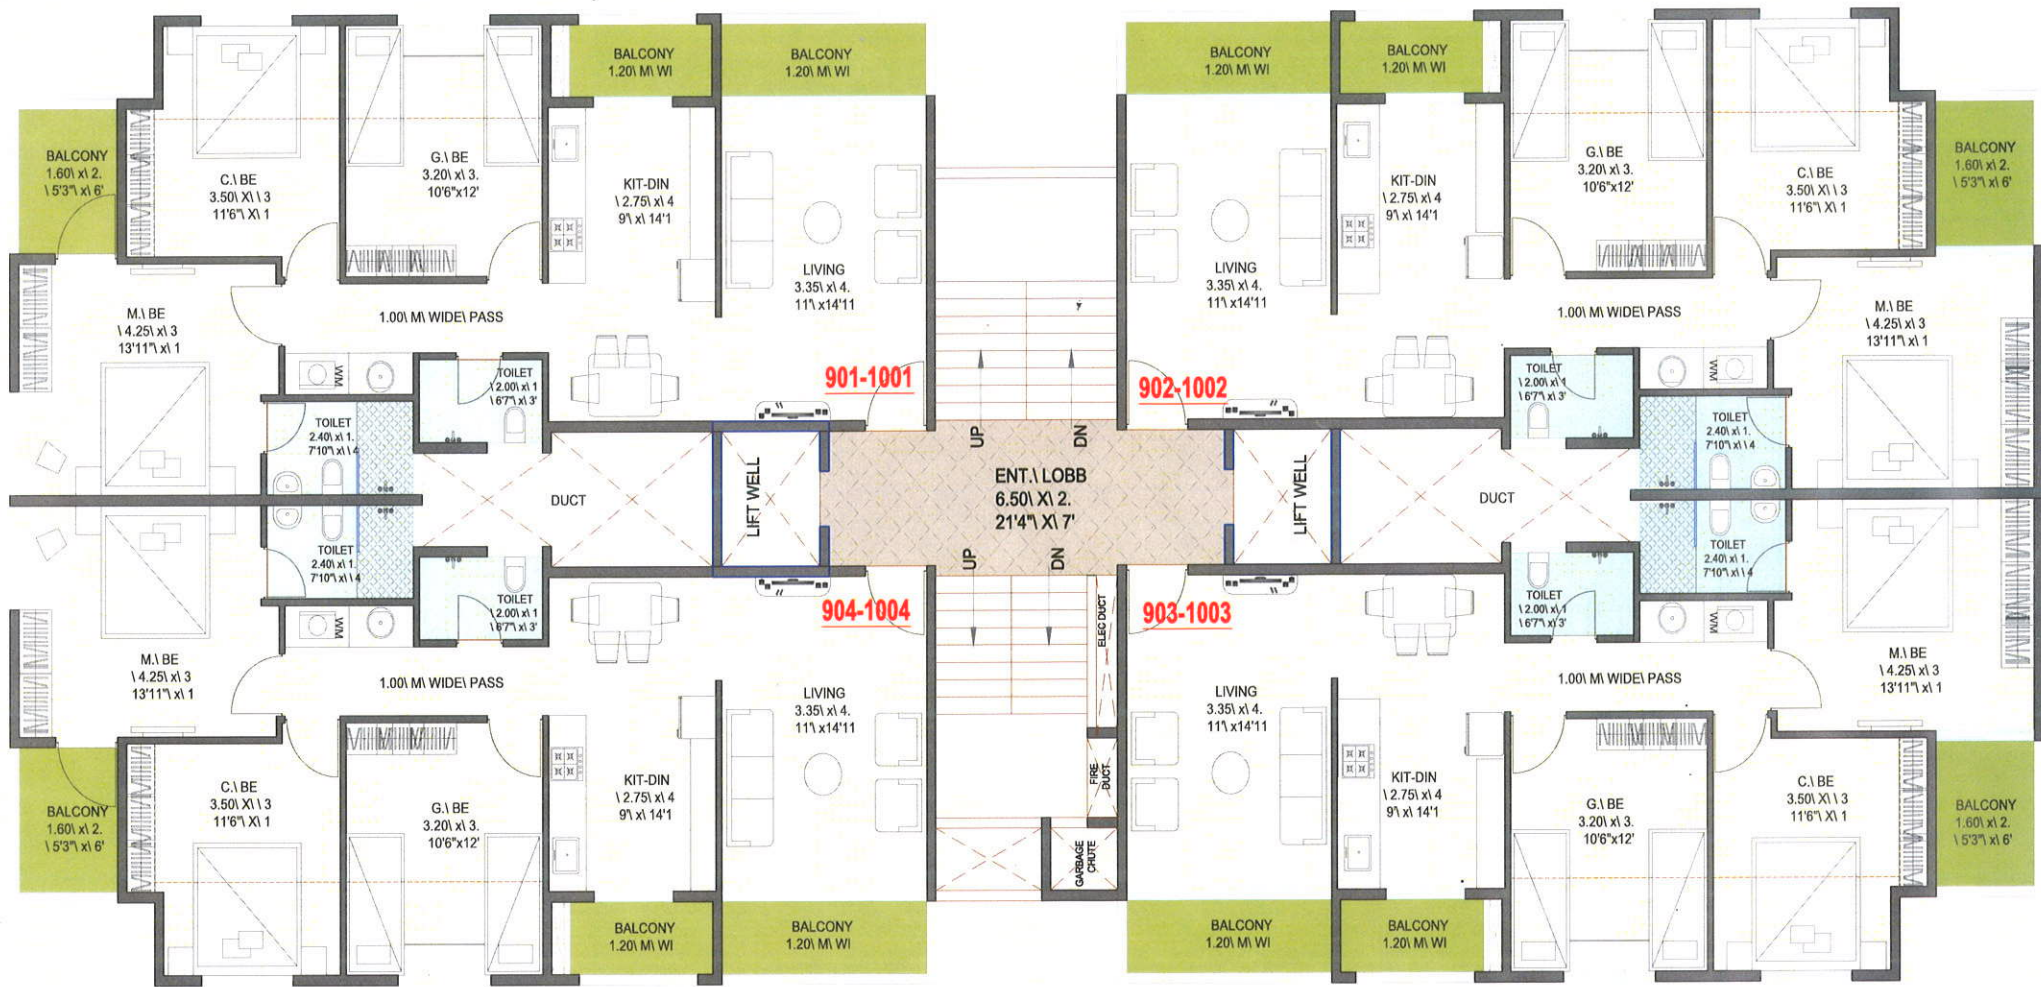 BALCONY
1.20\ M\ WI
BALCONY
1.20\ M\ WI
BALCONY
1.20\ M\ WI
BALCONY
1.20\ M\ WI
BALCONY
1.60\ x\ 2.
\ 5'3"\ x\ 6'
C.\ BE
3.50\ X\ \ 3
11'6"\ X\ 1
G.\ BE
3.20\ x\ 3.
10'6"x12'
KIT-DIN
\ 2.75\ x\ 4
9'\ x\ 14'1
LIVING
3.35\ x\ 4.
11'\ x14'11
LIVING
3.35\ x\ 4.
11'\ x14'11
KIT-DIN
\ 2.75\ x\ 4
9'\ x\ 14'1
G.\ BE
3.20\ x\ 3.
10'6"x12'
C.\ BE
3.50\ X\ \ 3
11'6"\ X\ 1
BALCONY
1.60\ x\ 2.
\ 5'3"\ x\ 6'
M.\ BE
\ 4.25\ x\ 3
13'11"\ x\ 1
1.00\ M\ WIDE\ PASS
1.00\ M\ WIDE\ PASS
M.\ BE
\ 4.25\ x\ 3
13'11"\ x\ 1
WM
TOILET
\ 2.00\ x\ 1
\ 6'7"\ x\ 3'
901-1001
902-1002
TOILET
\ 2.00\ x\ 1
\ 6'7"\ x\ 3'
WM
TOILET
2.40\ x\ 1.
7'10"\ x\ \ 4
UP
DN
TOILET
2.40\ x\ 1.
7'10"\ x\ \ 4
DUCT
LIFT WELL
ENT.\ LOBB
6.50\ X\ 2.
21'4"\ X\ 7'
LIFT WELL
DUCT
TOILET
2.40\ x\ 1.
7'10"\ x\ \ 4
UP
DN
TOILET
2.40\ x\ 1.
7'10"\ x\ \ 4
WM
TOILET
\ 2.00\ x\ 1
\ 6'7"\ x\ 3'
904-1004
ELEC DUCT
903-1003
TOILET
\ 2.00\ x\ 1
\ 6'7"\ x\ 3'
WM
M.\ BE
\ 4.25\ x\ 3
13'11"\ x\ 1
1.00\ M\ WIDE\ PASS
LIVING
3.35\ x\ 4.
11'\ x14'11
LIVING
3.35\ x\ 4.
11'\ x14'11
1.00\ M\ WIDE\ PASS
M.\ BE
\ 4.25\ x\ 3
13'11"\ x\ 1
BALCONY
1.60\ x\ 2.
\ 5'3"\ x\ 6'
C.\ BE
3.50\ X\ \ 3
11'6"\ X\ 1
G.\ BE
3.20\ x\ 3.
10'6"x12'
KIT-DIN
\ 2.75\ x\ 4
9'\ x\ 14'1
FIRE
DUCT
GARBAGE
CHUTE
KIT-DIN
\ 2.75\ x\ 4
9'\ x\ 14'1
G.\ BE
3.20\ x\ 3.
10'6"x12'
C.\ BE
3.50\ X\ \ 3
11'6"\ X\ 1
BALCONY
1.60\ x\ 2.
\ 5'3"\ x\ 6'
BALCONY
1.20\ M\ WI
BALCONY
1.20\ M\ WI
BALCONY
1.20\ M\ WI
BALCONY
1.20\ M\ WI